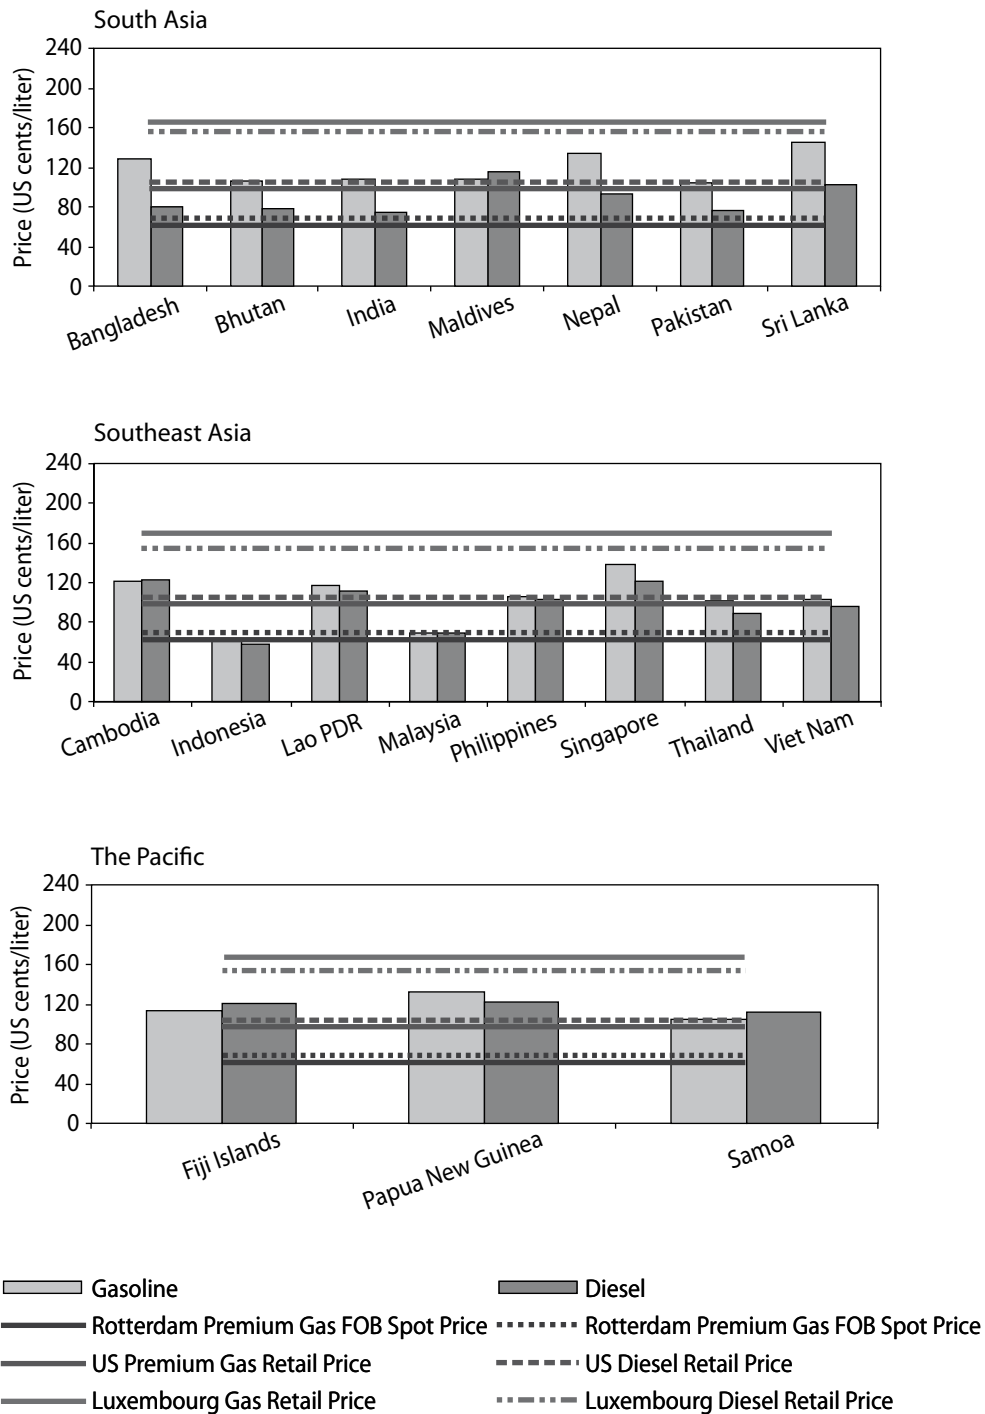 South Asia
Price (US cents/liter)
240
200
160
120
80
40
0
Bangladesh
Bhutan
India
Maldives
Nepal
Pakistan
Sri Lanka
Southeast Asia
Price (US cents/liter)
240
200
160
120
80
40
0
Cambodia
Indonesia
Lao PDR
Malaysia
Philippines
Singapore
Thailand
Viet Nam
The Pacific
Price (US cents/liter)
240
200
160
120
80
40
0
Fiji Islands
Papua New Guinea
Samoa
Gasoline
Diesel
Rotterdam Premium Gas FOB Spot Price
Rotterdam Premium Gas FOB Spot Price
US Premium Gas Retail Price
US Diesel Retail Price
Luxembourg Gas Retail Price
Luxembourg Diesel Retail Price